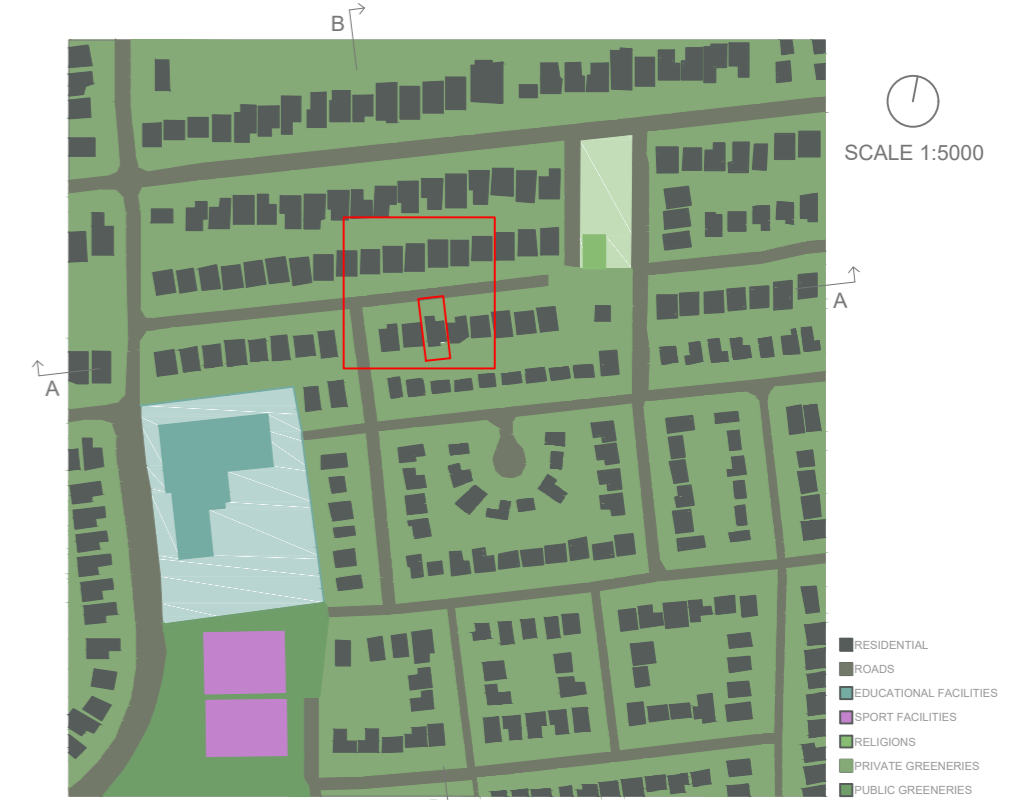 B
SCALE 1:5000
A
A
RESIDENTIAL
ROADS
EDUCATIONAL FACILITIES
SPORT FACILITIES
RELIGIONS
PRIVATE GREENERIES
PUBLIC GREENERIES